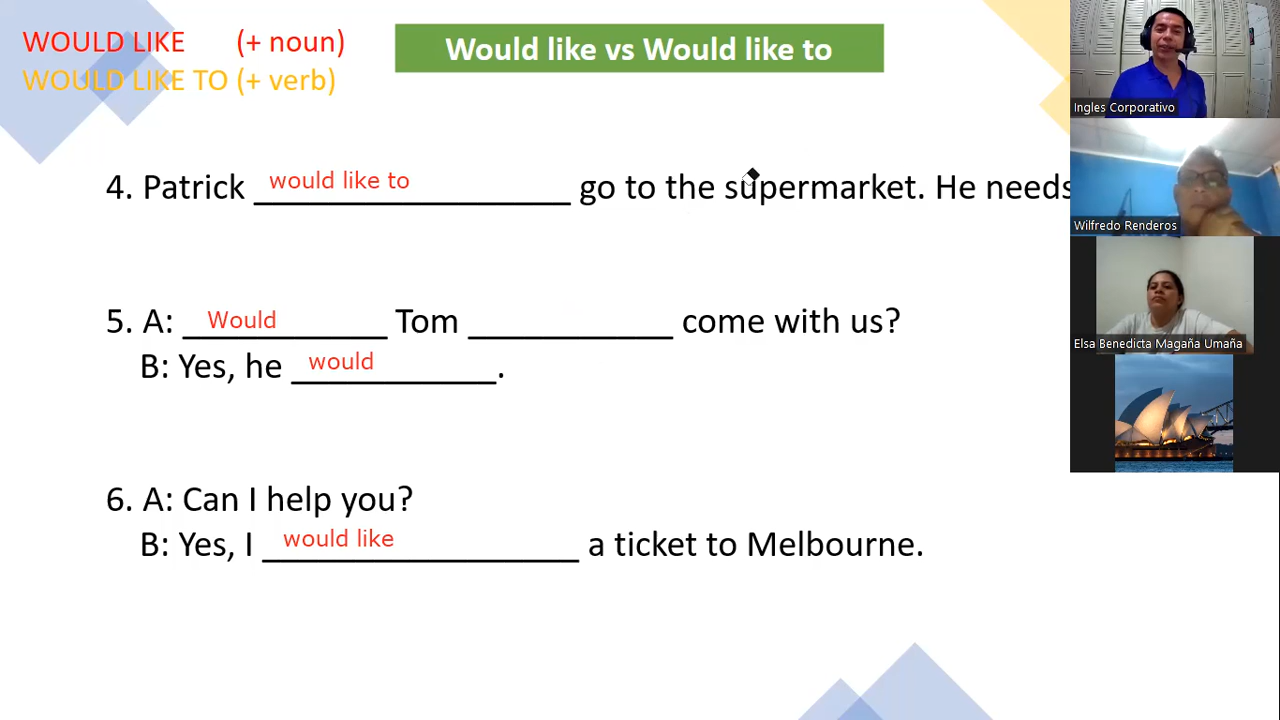 WOULD LIKE (+ noun)
WOULD LIKE TO (+ verb)
Would like vs Would like to
4. Patrick would like to go to the supermarket. He needs
5. A: Would Tom ____________ come with us?
B: Yes, he would.
6. A: Can I help you?
B: Yes, I would like a ticket to Melbourne.
Ingles Corporativo
Wilfredo Renderos
Elsa Benedicta Magaña Umaña